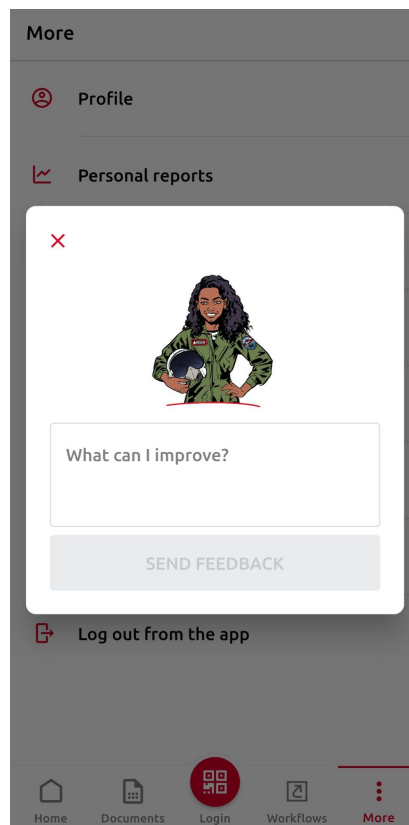 More
Profile
Personal reports
What can I improve?
SEND FEEDBACK
Log out from the app
Home
Documents
Login
Workflows
More